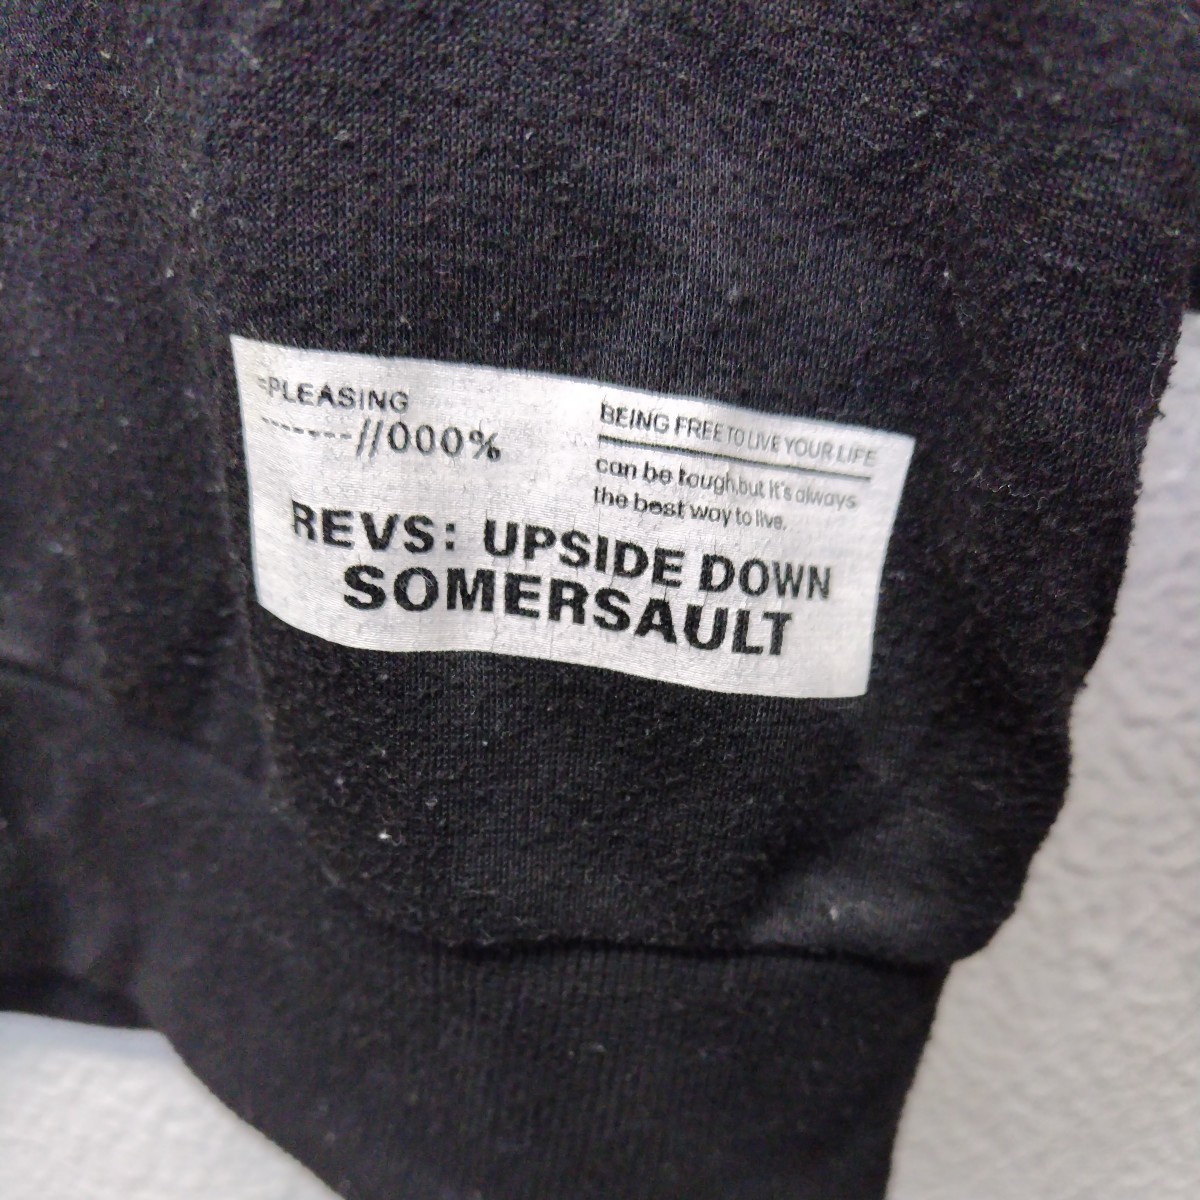 =PLEASING
-------//000%
BEING FREE TO LIVE YOUR LIFE
can be tough,but it's always
the best way to live.
REVS: UPSIDE DOWN
SOMERSAULT